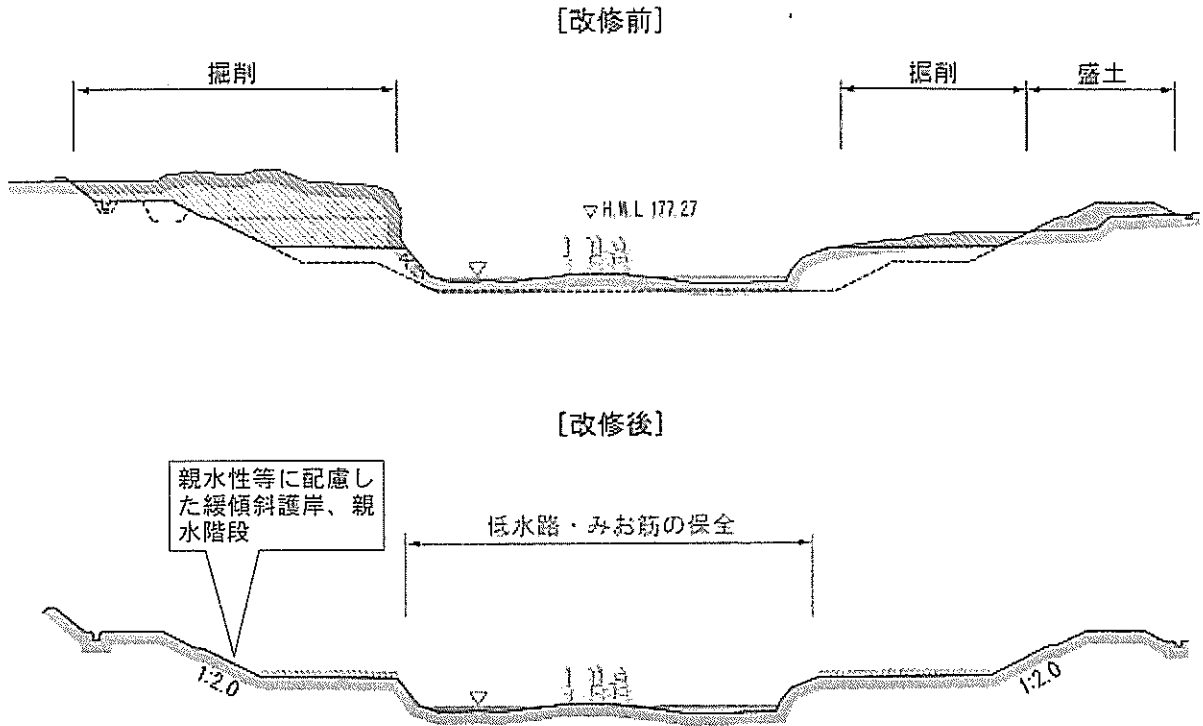 [改修前]
掘削
掘削
盛土
▽H.W.L 177.27
[改修後]
親水性等に配慮し
た緩傾斜護岸、親
水階段
低水路・みお筋の保全
1:2.0
1:2.0